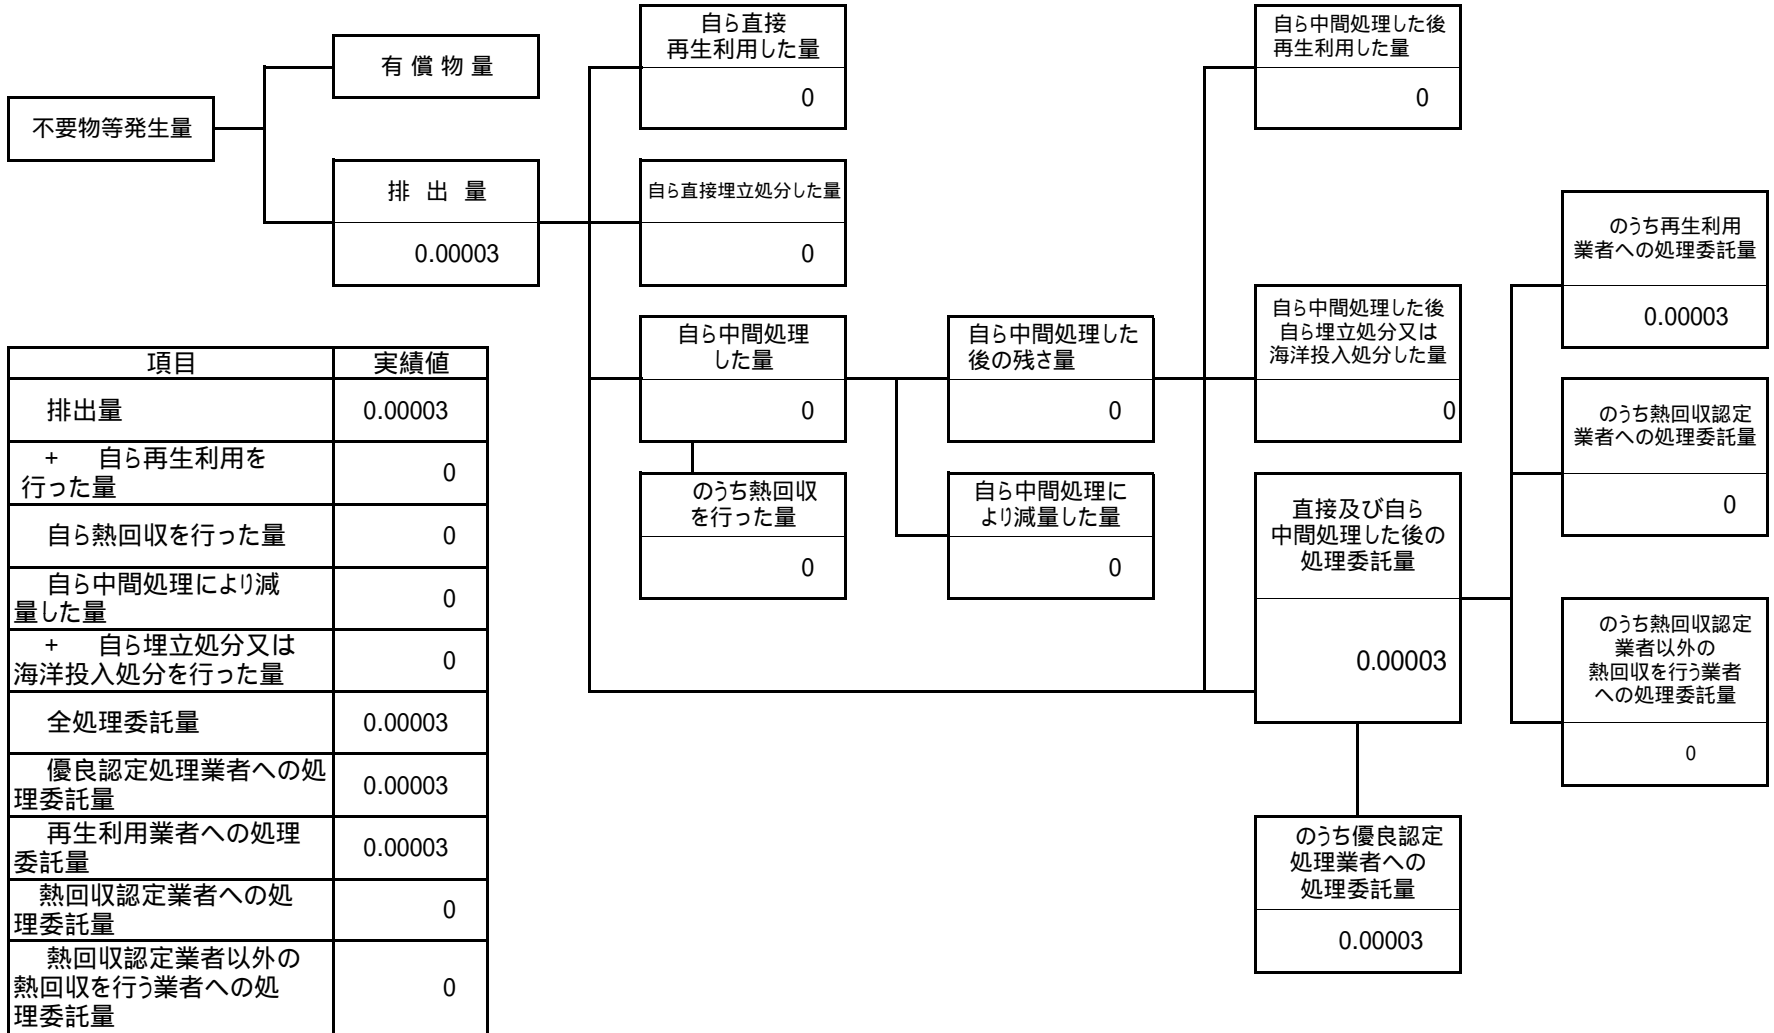 不要物等発生量
有 償 物 量
排 出 量
0.00003
自ら直接
再生利用した量
0
自ら直接埋立処分した量
0
自ら中間処理
した量
0
のうち熱回収
を行った量
0
自ら中間処理した
後の残さ量
0
自ら中間処理に
より減量した量
0
自ら中間処理した後
再生利用した量
0
自ら中間処理した後
自ら埋立処分又は
海洋投入処分した量
0
直接及び自ら
中間処理した後の
処理委託量
0.00003
のうち優良認定
処理業者への
処理委託量
0.00003
のうち再生利用
業者への処理委託量
0.00003
のうち熱回収認定
業者への処理委託量
0
のうち熱回収認定
業者以外の
熱回収を行う業者
への処理委託量
0
項目 実績値
排出量 0.00003
+ 自ら再生利用を
行った量 0
自ら熱回収を行った量 0
自ら中間処理により減
量した量 0
+ 自ら埋立処分又は
海洋投入処分を行った量 0
全処理委託量 0.00003
優良認定処理業者への処
理委託量 0.00003
再生利用業者への処理
委託量 0.00003
熱回収認定業者への処
理委託量 0
熱回収認定業者以外の
熱回収を行う業者への処
理委託量 0